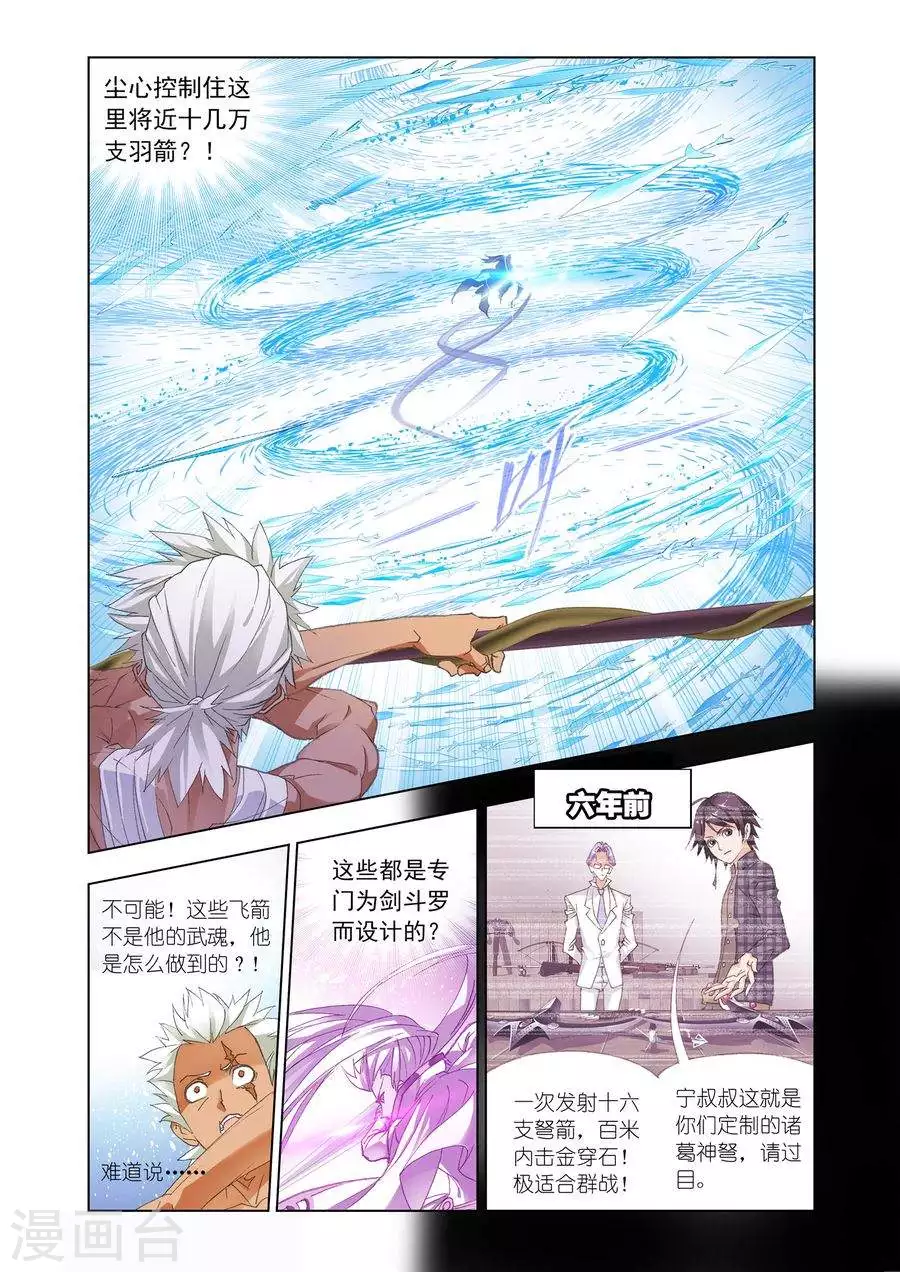 尘心控制住这
里将近十几万
支羽箭？！
叫
不可能！这些飞箭
不是他的武魂，他
是怎么做到的？！
难道说……
这些都是专
门为剑斗罗
而设计的？
六年前
宁叔叔这就是
你们定制的诸
葛神弩，请过
目。
一次发射十六
支弩箭，百米
内击金穿石！
极适合群战！
漫画台